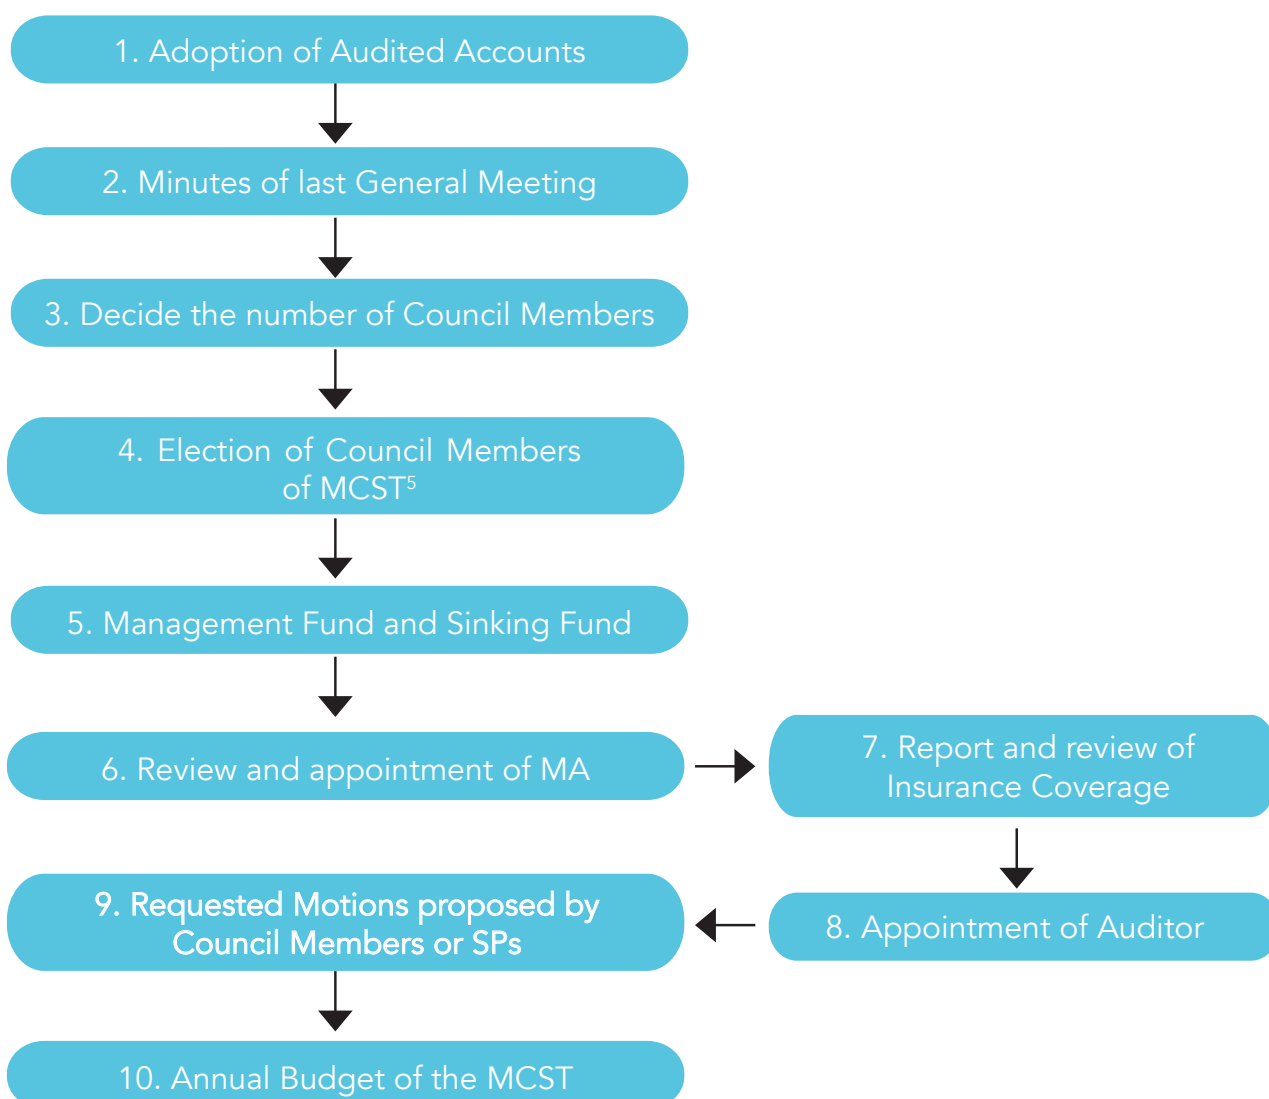 1. Adoption of Audited Accounts
2. Minutes of last General Meeting
3. Decide the number of Council Members
4. Election of Council Members
of MCST⁵
5. Management Fund and Sinking Fund
6. Review and appointment of MA
7. Report and review of
Insurance Coverage
8. Appointment of Auditor
9. Requested Motions proposed by
Council Members or SPs
10. Annual Budget of the MCST